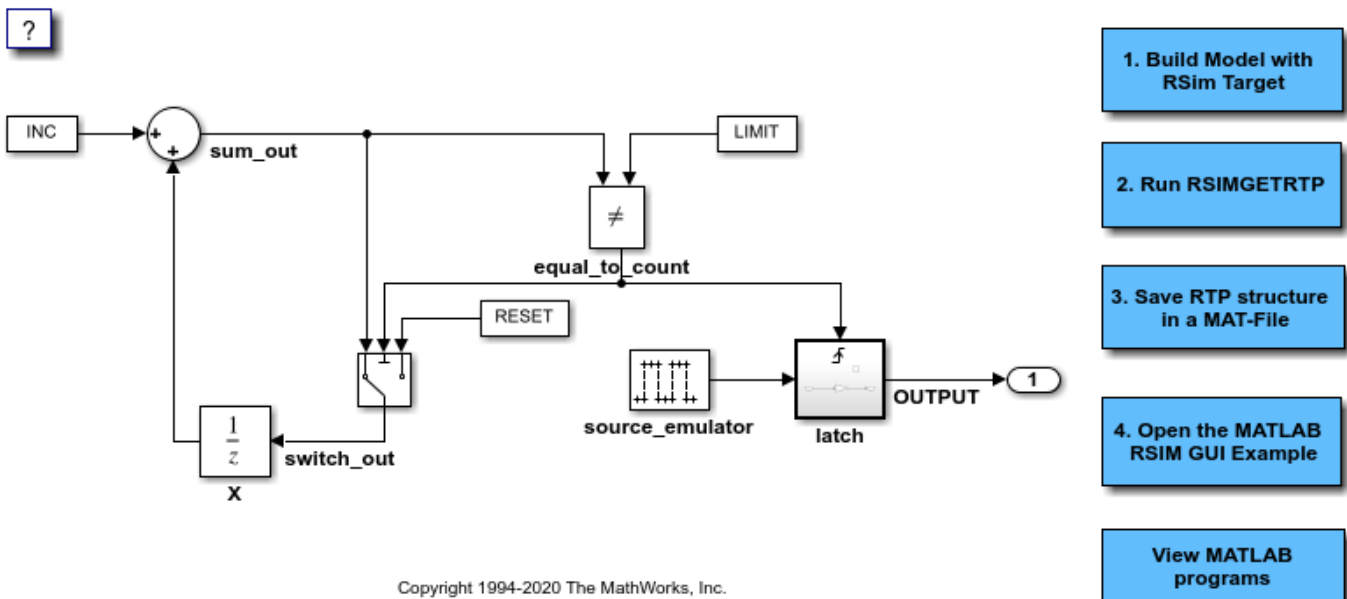 ?
1. Build Model with
RSim Target
INC
+
+
sum_out
LIMIT
2. Run RSIMGETRTP
≠
equal_to_count
3. Save RTP structure
in a MAT-File
RESET
source_emulator
latch
OUTPUT
1
4. Open the MATLAB
RSIM GUI Example
1
z
X
switch_out
View MATLAB
programs
Copyright 1994-2020 The MathWorks, Inc.